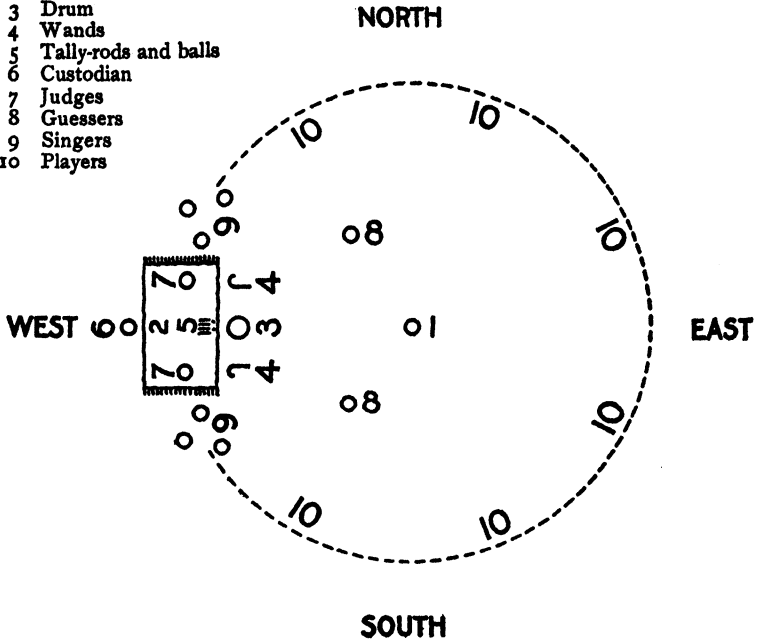 3 Drum
4 Wands
5 Tally-rods and balls
6 Custodian
7 Judges
8 Guessers
9 Singers
10 Players
NORTH
10
10
9
8
10
7
4
WEST 6 2 5 3 1 EAST
7
4
8
9
10
10
10
SOUTH